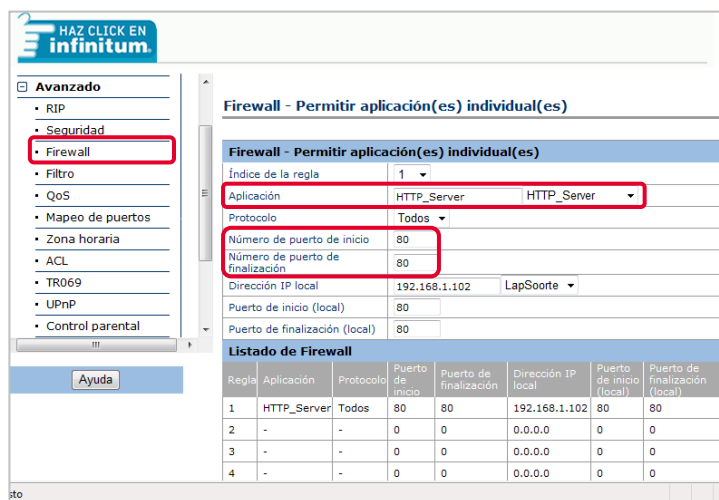 HAZ CLICK EN
infinitum.
Avanzado
RIP
Seguridad
Firewall
Filtro
QoS
Mapeo de puertos
Zona horaria
ACL
TR069
UPnP
Control parental
Ayuda
Firewall - Permitir aplicación(es) individual(es)
Firewall - Permitir aplicación(es) individual(es)
Índice de la regla 1
Aplicación HTTP_Server HTTP_Server
Protocolo Todos
Número de puerto de inicio 80
Número de puerto de finalización 80
Dirección IP local 192.168.1.102 LapSoorte
Puerto de inicio (local) 80
Puerto de finalización (local) 80
Listado de Firewall
Regla Aplicación Protocolo Puerto de inicio Puerto de finalización Dirección IP local Puerto de inicio (local) Puerto de finalización (local)
1 HTTP_Server Todos 80 80 192.168.1.102 80 80
2 - - 0 0 0.0.0.0 0 0
3 - - 0 0 0.0.0.0 0 0
4 - - 0 0 0.0.0.0 0 0
sto